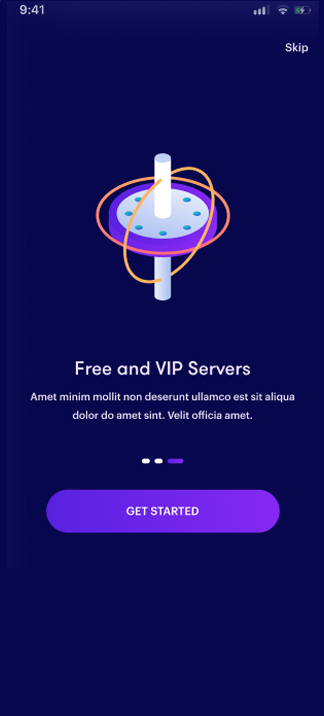 9:41
Skip
Free and VIP Servers
Amet minim mollit non deserunt ullamco est sit aliqua
dolor do amet sint. Velit officia amet.
GET STARTED